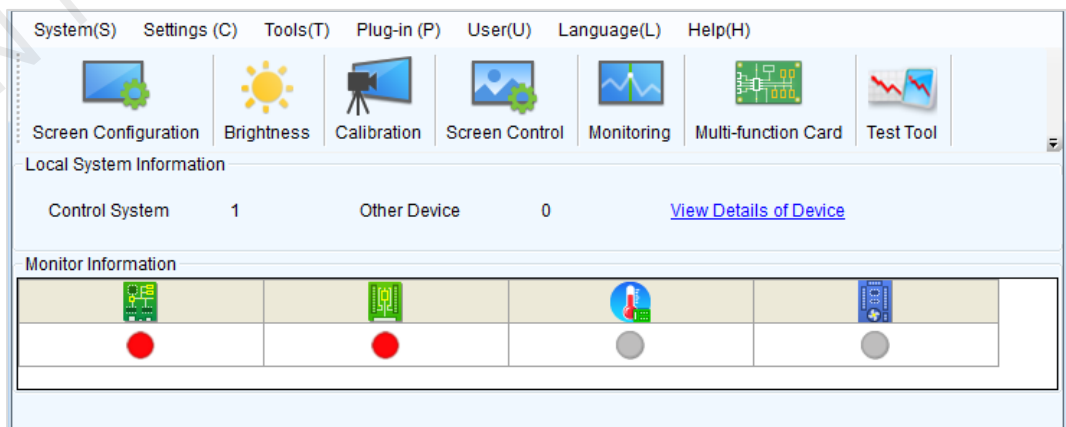 System(S) Settings (C) Tools(T) Plug-in (P) User(U) Language(L) Help(H)
Screen Configuration Brightness Calibration Screen Control Monitoring Multi-function Card Test Tool
Local System Information
Control System 1 Other Device 0 View Details of Device
Monitor Information